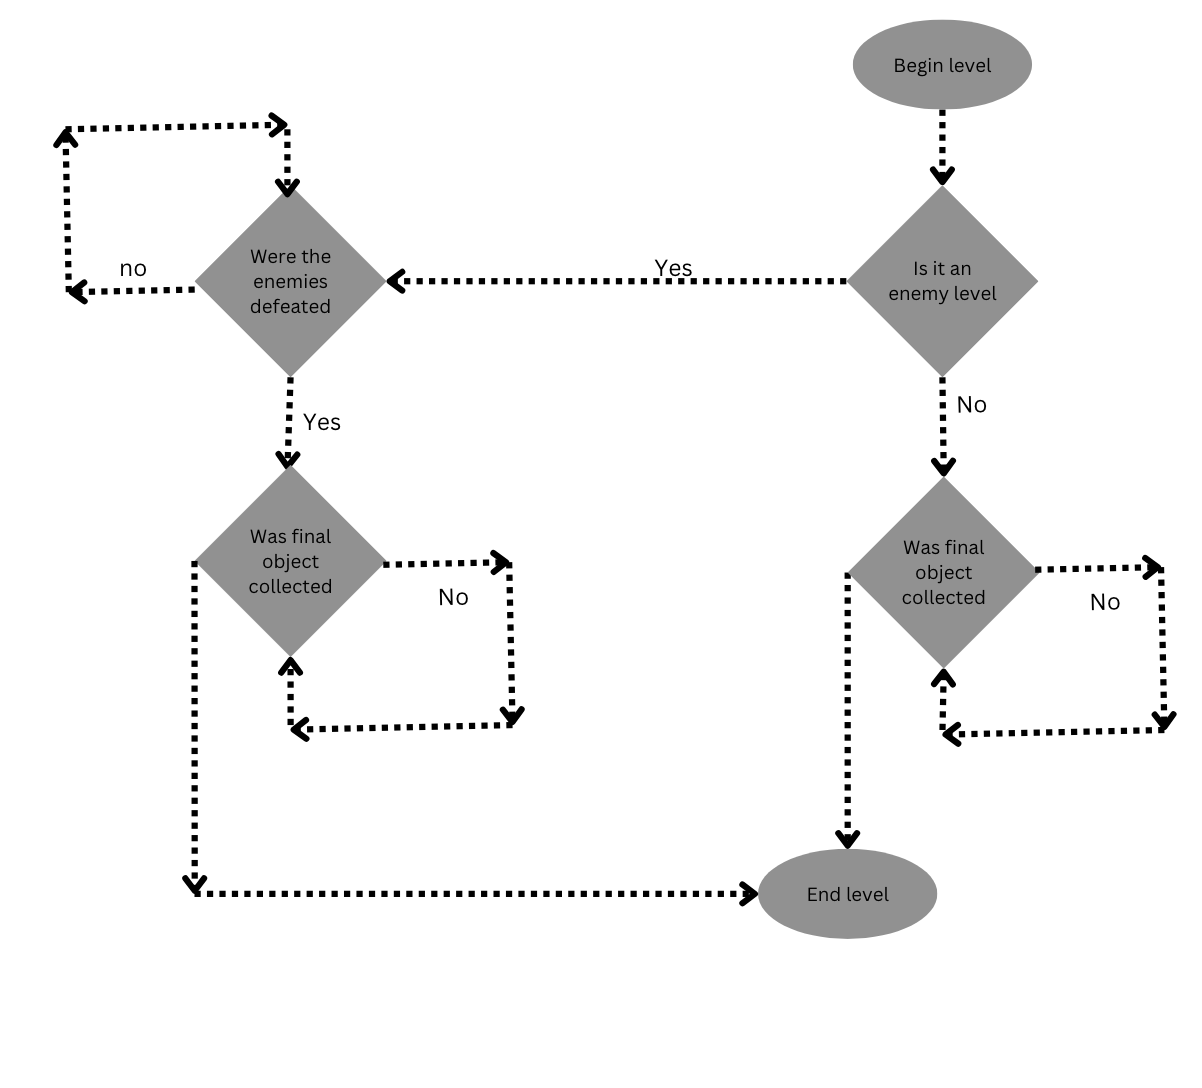 Begin level
Is it an
enemy level
Yes
No
Were the
enemies
defeated
no
Yes
Was final
object
collected
No
Was final
object
collected
No
End level